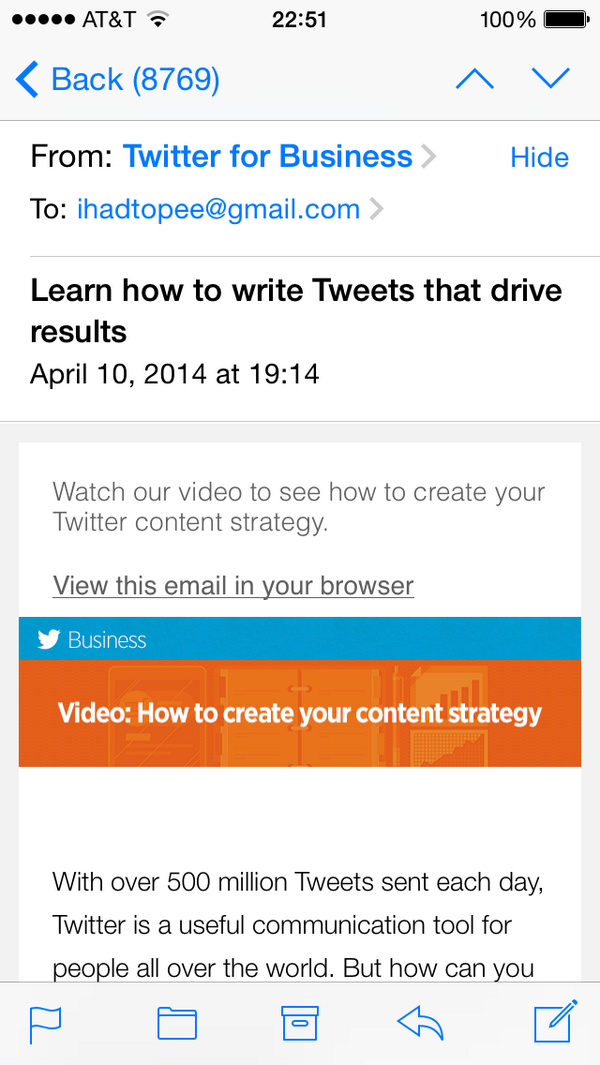 AT&T 22:51 100%
Back (8769)
From: Twitter for Business Hide
To: ihadtopee@gmail.com
Learn how to write Tweets that drive
results
April 10, 2014 at 19:14
Watch our video to see how to create your
Twitter content strategy.
View this email in your browser
Business
Video: How to create your content strategy
With over 500 million Tweets sent each day,
Twitter is a useful communication tool for
people all over the world. But how can you